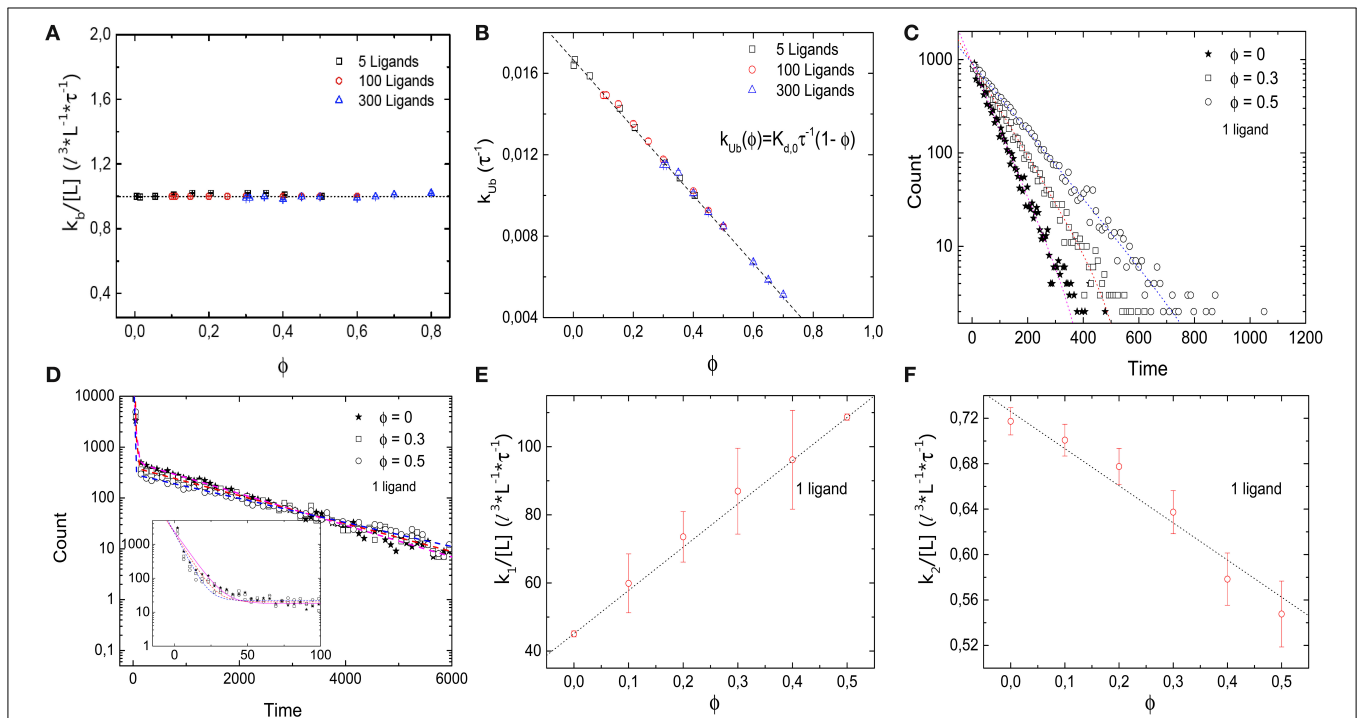 A
2,0
1,6
1,2
0,8
0,4
k_b/[L] (l^3*L^-1*τ^-1)
5 Ligands
100 Ligands
300 Ligands
0,0 0,2 0,4 0,6 0,8
ϕ
B
0,016
0,012
0,008
0,004
k_Ub (τ^-1)
5 Ligands
100 Ligands
300 Ligands
k_Ub(ϕ)=K_d,0τ^-1(1- ϕ)
0,0 0,2 0,4 0,6 0,8 1,0
ϕ
C
1000
100
10
Count
ϕ = 0
ϕ = 0.3
ϕ = 0.5
1 ligand
0 200 400 600 800 1000 1200
Time
D
10000
1000
100
10
1
0,1
Count
ϕ = 0
ϕ = 0.3
ϕ = 0.5
1 ligand
1000
100
10
1
0 50 100
0 2000 4000 6000
Time
E
100
80
60
40
k_1/[L] (l^3*L^-1*τ^-1)
1 ligand
0,0 0,1 0,2 0,3 0,4 0,5
ϕ
F
0,72
0,68
0,64
0,60
0,56
0,52
k_2/[L] (l^3*L^-1*τ^-1)
1 ligand
0,0 0,1 0,2 0,3 0,4 0,5
ϕ